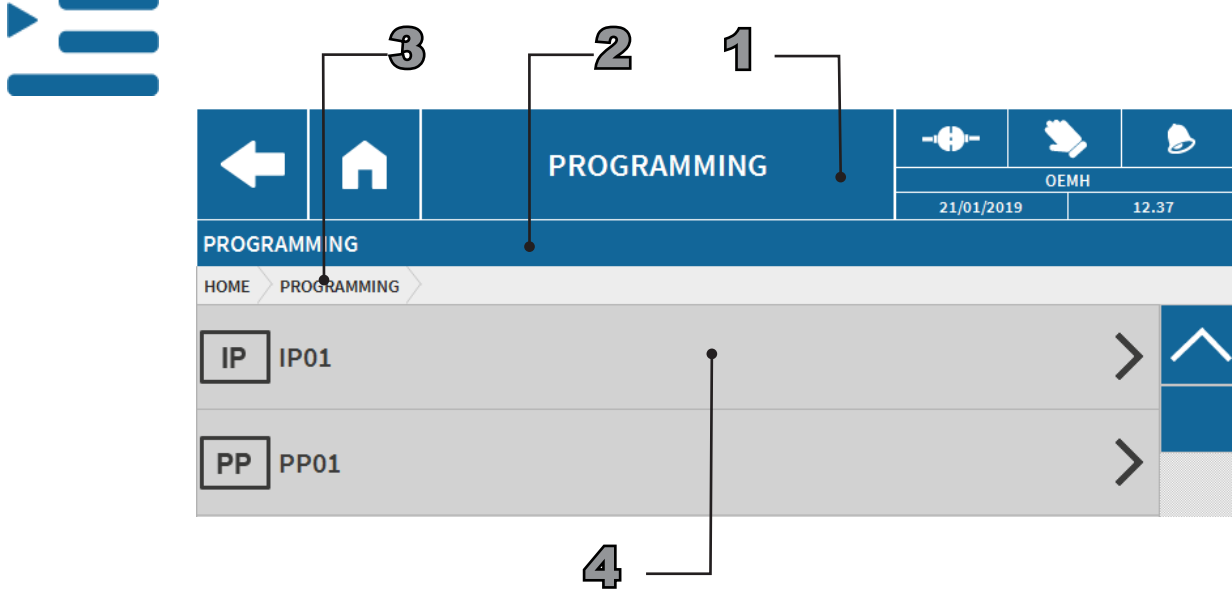 3 2 1
PROGRAMMING
OEMH
21/01/2019 12.37
PROGRAMMING
HOME PROGRAMMING
IP IP01
PP PP01
4